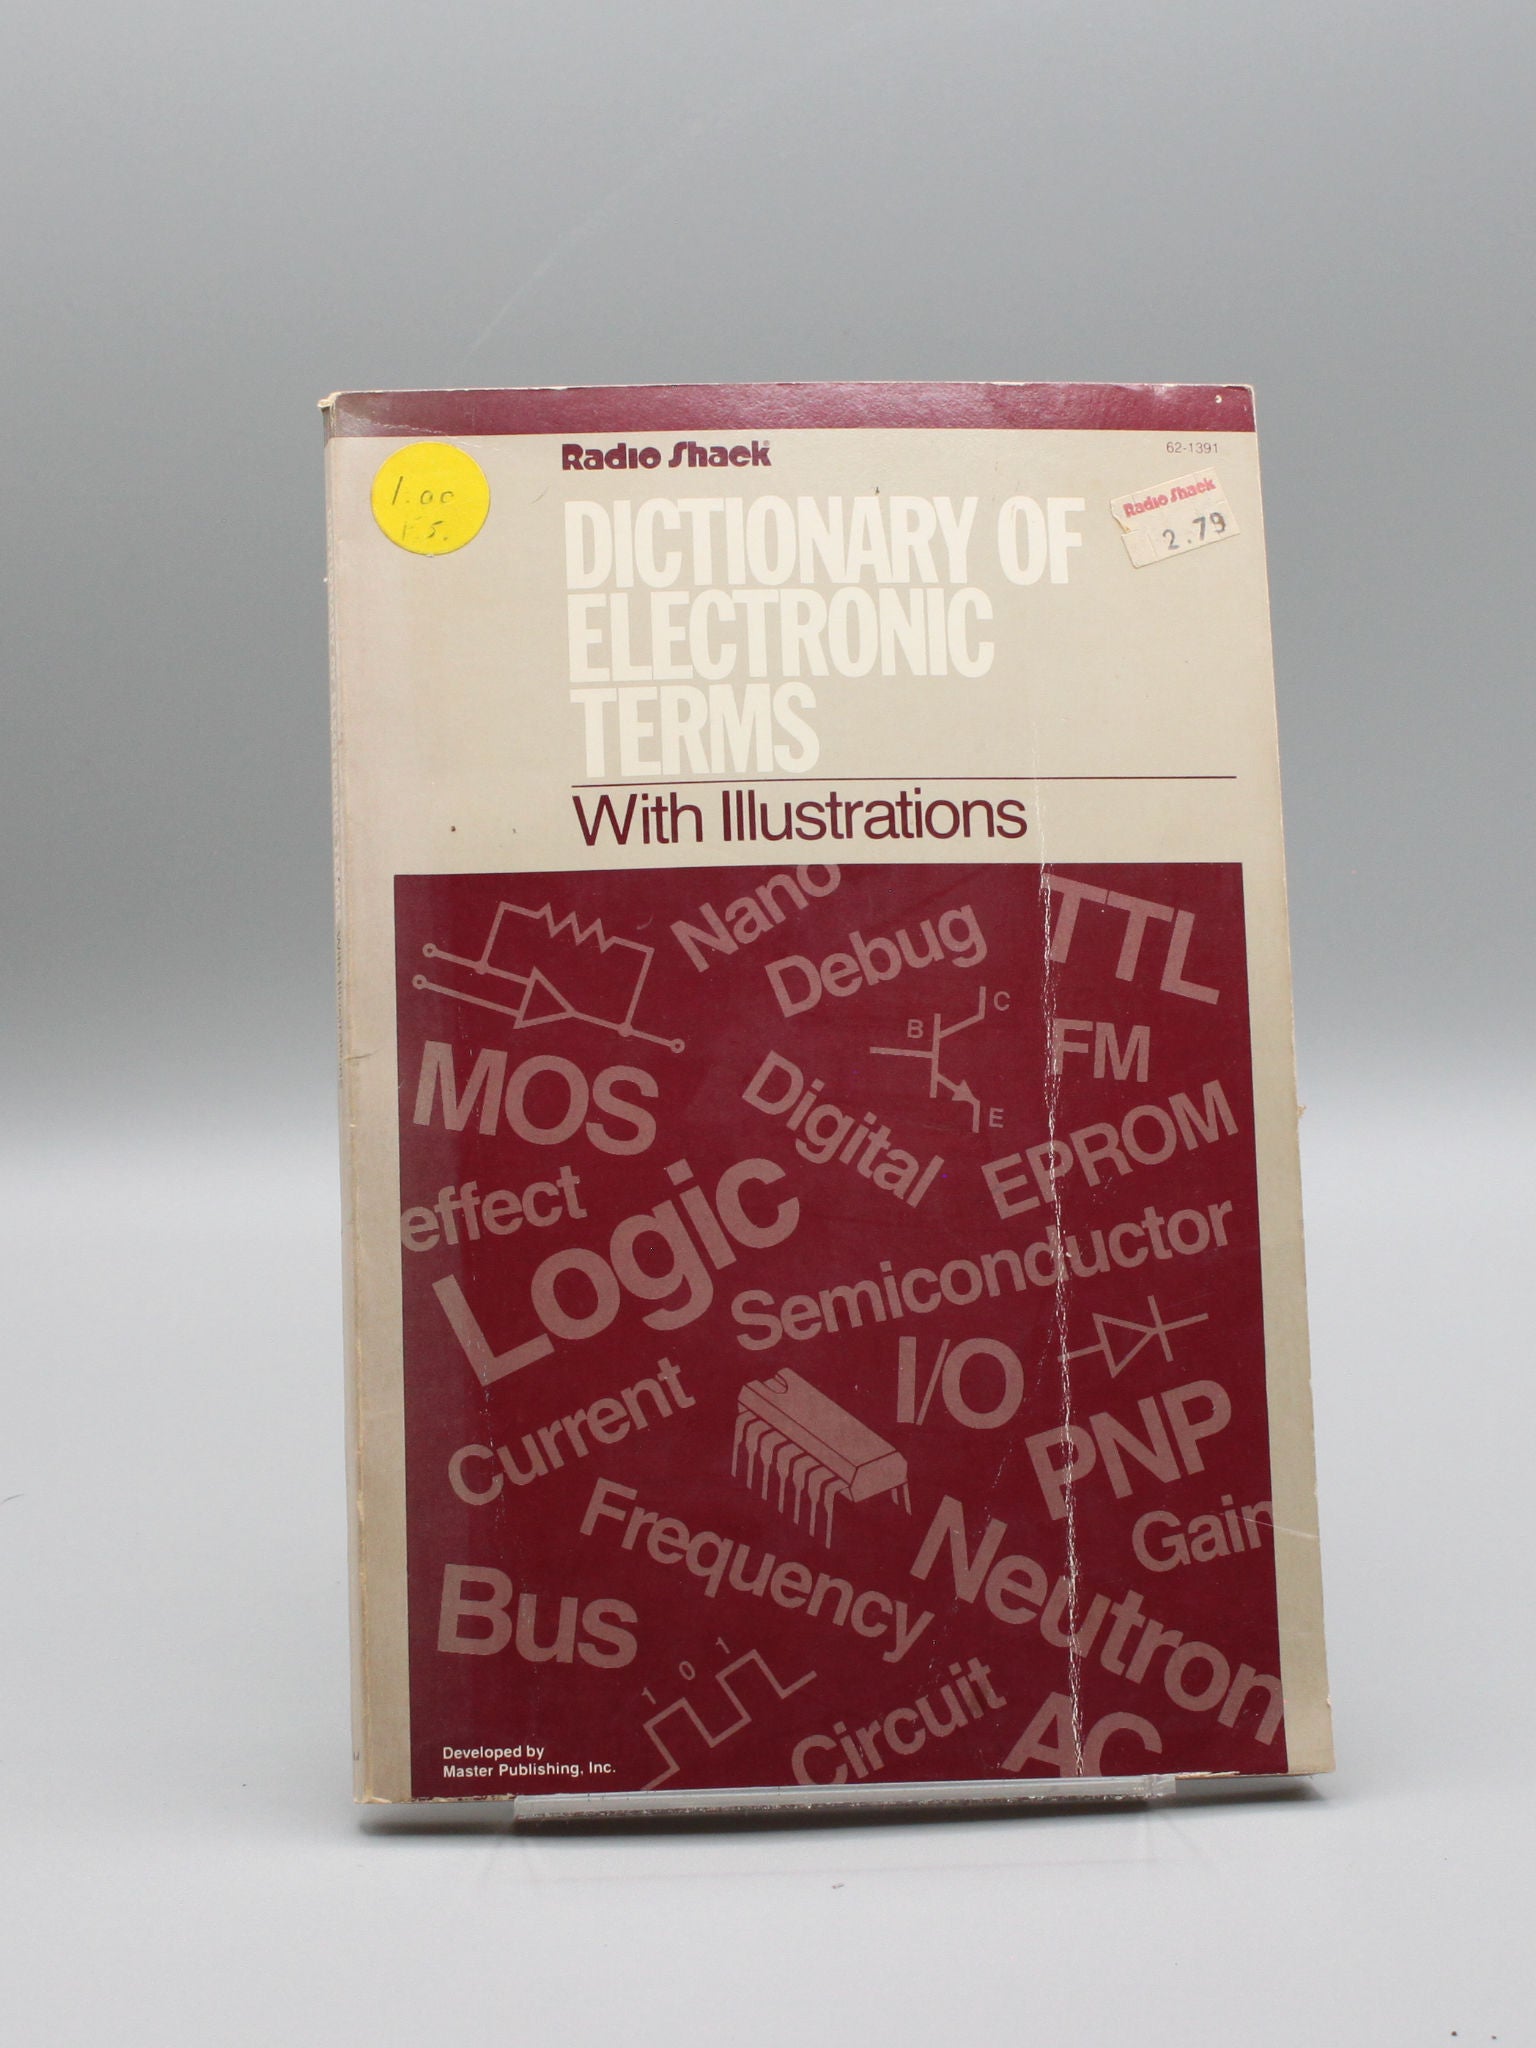 Radio Shack®
62-1391
1.00
F.S.
Radio Shack
2.79
DICTIONARY OF
ELECTRONIC
TERMS
With Illustrations
Nano
Debug
TTL
C
B
E
FM
MOS
Digital
EPROM
effect
Logic
Semiconductor
I/O
Current
PNP
Frequency
Gain
Neutron
Bus
1 0 1
Circuit
AC
Developed by
Master Publishing, Inc.